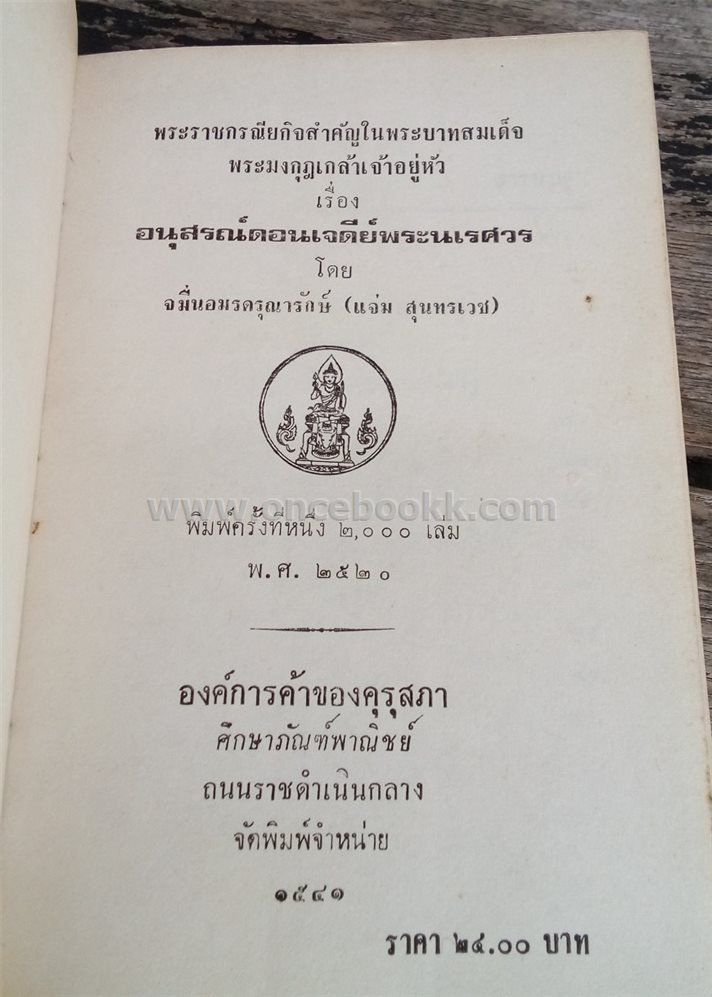 พระราชกรณียกิจสำคัญในพระบาทสมเด็จ
พระมงกุฎเกล้าเจ้าอยู่หัว
เรื่อง
อนุสรณ์ดอนเจดีย์พระนเรศวร
โดย
จมื่นอมรดรุณารักษ์ (แจ่ม สุนทรเวช)
www.oncebookk.com
พิมพ์ครั้งที่หนึ่ง ๒,๐๐๐ เล่ม
พ.ศ. ๒๕๒๐
องค์การค้าของคุรุสภา
ศึกษาภัณฑ์พาณิชย์
ถนนราชดำเนินกลาง
จัดพิมพ์จำหน่าย
๑๕๔๑
ราคา ๒๔.๐๐ บาท